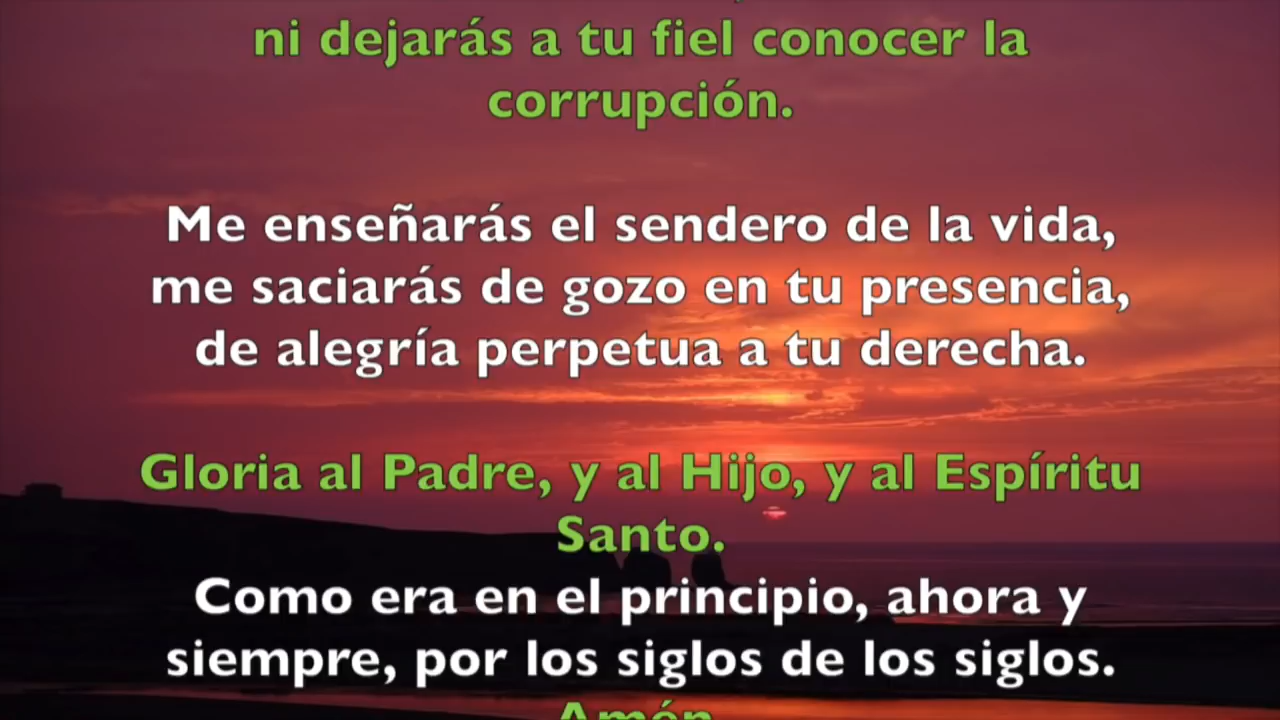 ni dejarás a tu fiel conocer la
corrupción.
Me enseñarás el sendero de la vida,
me saciarás de gozo en tu presencia,
de alegría perpetua a tu derecha.
Gloria al Padre, y al Hijo, y al Espíritu
Santo.
Como era en el principio, ahora y
siempre, por los siglos de los siglos.
Amén.